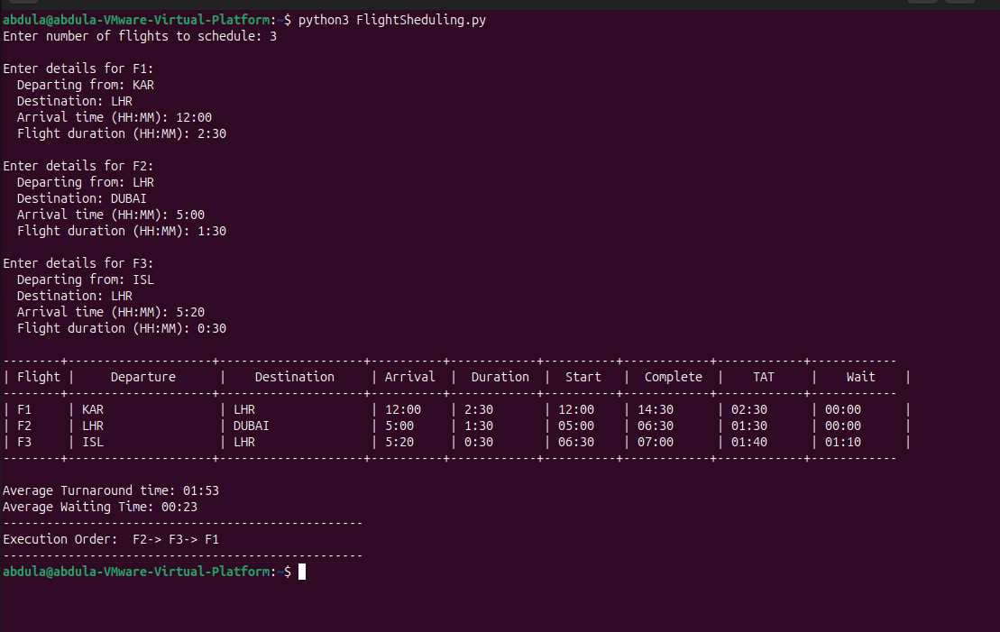 abdula@abdula-VMware-Virtual-Platform:~$ python3 FlightSheduling.py
Enter number of flights to schedule: 3

Enter details for F1:
  Departing from: KAR
  Destination: LHR
  Arrival time (HH:MM): 12:00
  Flight duration (HH:MM): 2:30

Enter details for F2:
  Departing from: LHR
  Destination: DUBAI
  Arrival time (HH:MM): 5:00
  Flight duration (HH:MM): 1:30

Enter details for F3:
  Departing from: ISL
  Destination: LHR
  Arrival time (HH:MM): 5:20
  Flight duration (HH:MM): 0:30

--------+--------------------+--------------------+----------+------------+----------+------------+------------+------------
| Flight |     Departure      |    Destination     | Arrival  |  Duration  |  Start   |  Complete  |    TAT     |    Wait    |
--------+--------------------+--------------------+----------+------------+----------+------------+------------+------------
| F1     | KAR                | LHR                | 12:00    | 2:30       | 12:00    | 14:30      | 02:30      | 00:00      |
| F2     | LHR                | DUBAI              | 5:00     | 1:30       | 05:00    | 06:30      | 01:30      | 00:00      |
| F3     | ISL                | LHR                | 5:20     | 0:30       | 06:30    | 07:00      | 01:40      | 01:10      |
--------+--------------------+--------------------+----------+------------+----------+------------+------------+------------

Average Turnaround time: 01:53
Average Waiting Time: 00:23
--------------------------------------------------
Execution Order:  F2-> F3-> F1
--------------------------------------------------
abdula@abdula-VMware-Virtual-Platform:~$